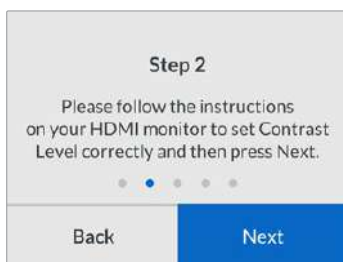 Step 2
Please follow the instructions
on your HDMI monitor to set Contrast
Level correctly and then press Next.
Back
Next